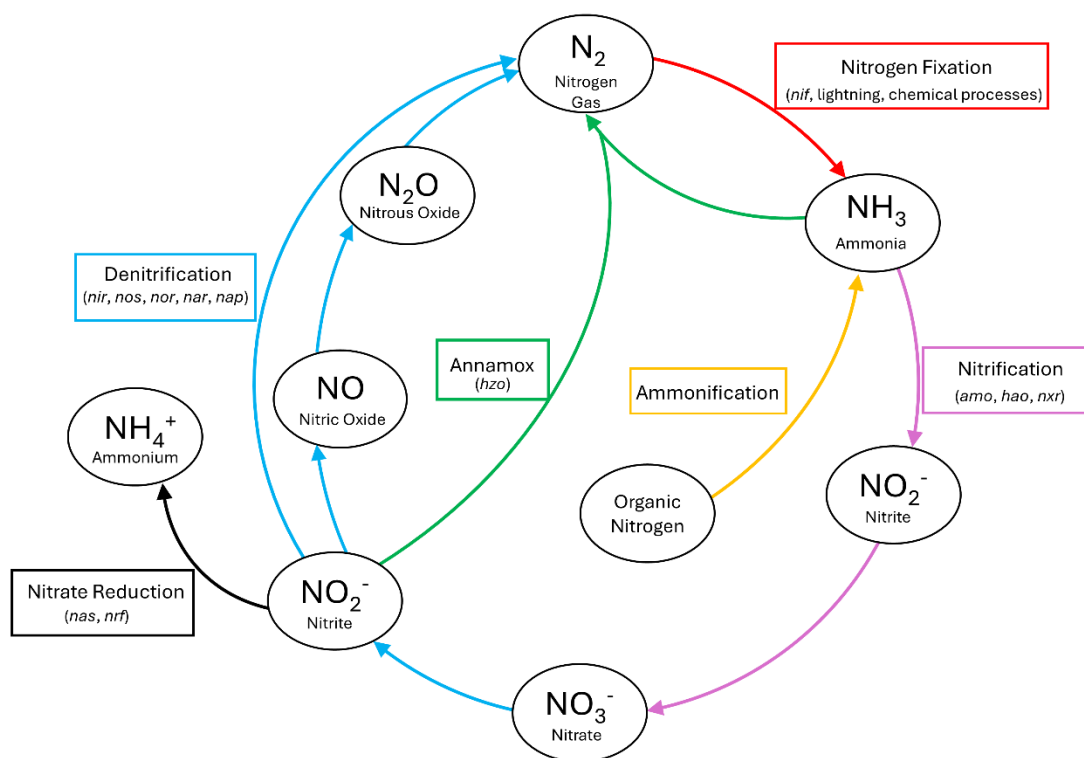 N₂
Nitrogen
Gas
Nitrogen Fixation
(nif, lightning, chemical processes)
N₂O
Nitrous Oxide
NH₃
Ammonia
Denitrification
(nir, nos, nor, nar, nap)
Annamox
(hzo)
Ammonification
Nitrification
(amo, hao, nxr)
NO
Nitric Oxide
NH₄⁺
Ammonium
NO₂⁻
Nitrite
Organic
Nitrogen
Nitrate Reduction
(nas, nrf)
NO₂⁻
Nitrite
NO₃⁻
Nitrate